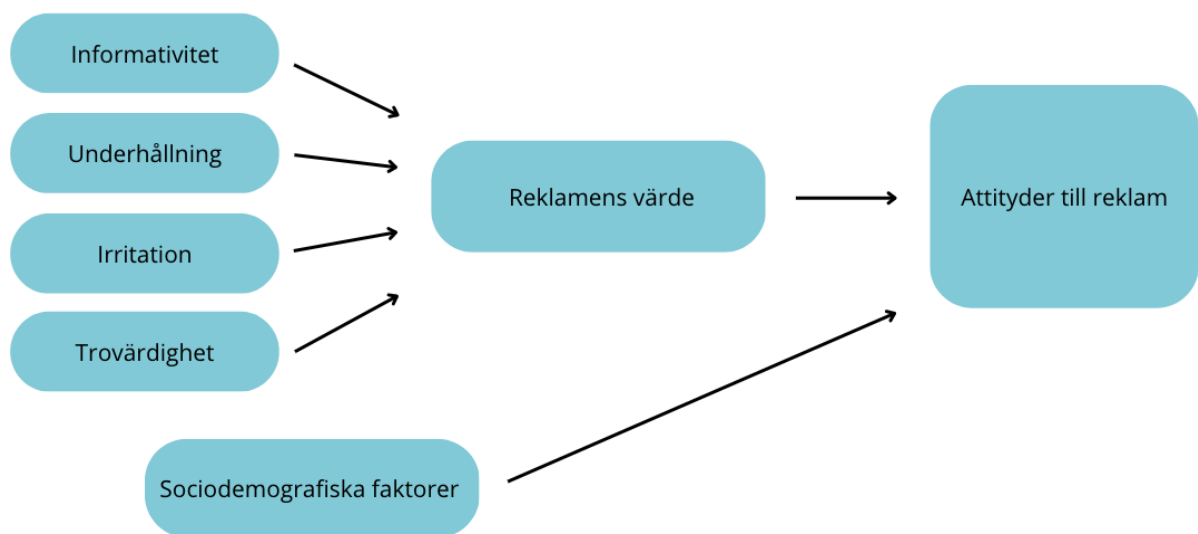 Informativitet
Underhållning
Irritation
Trovärdighet
Sociodemografiska faktorer
Reklamens värde
Attityder till reklam